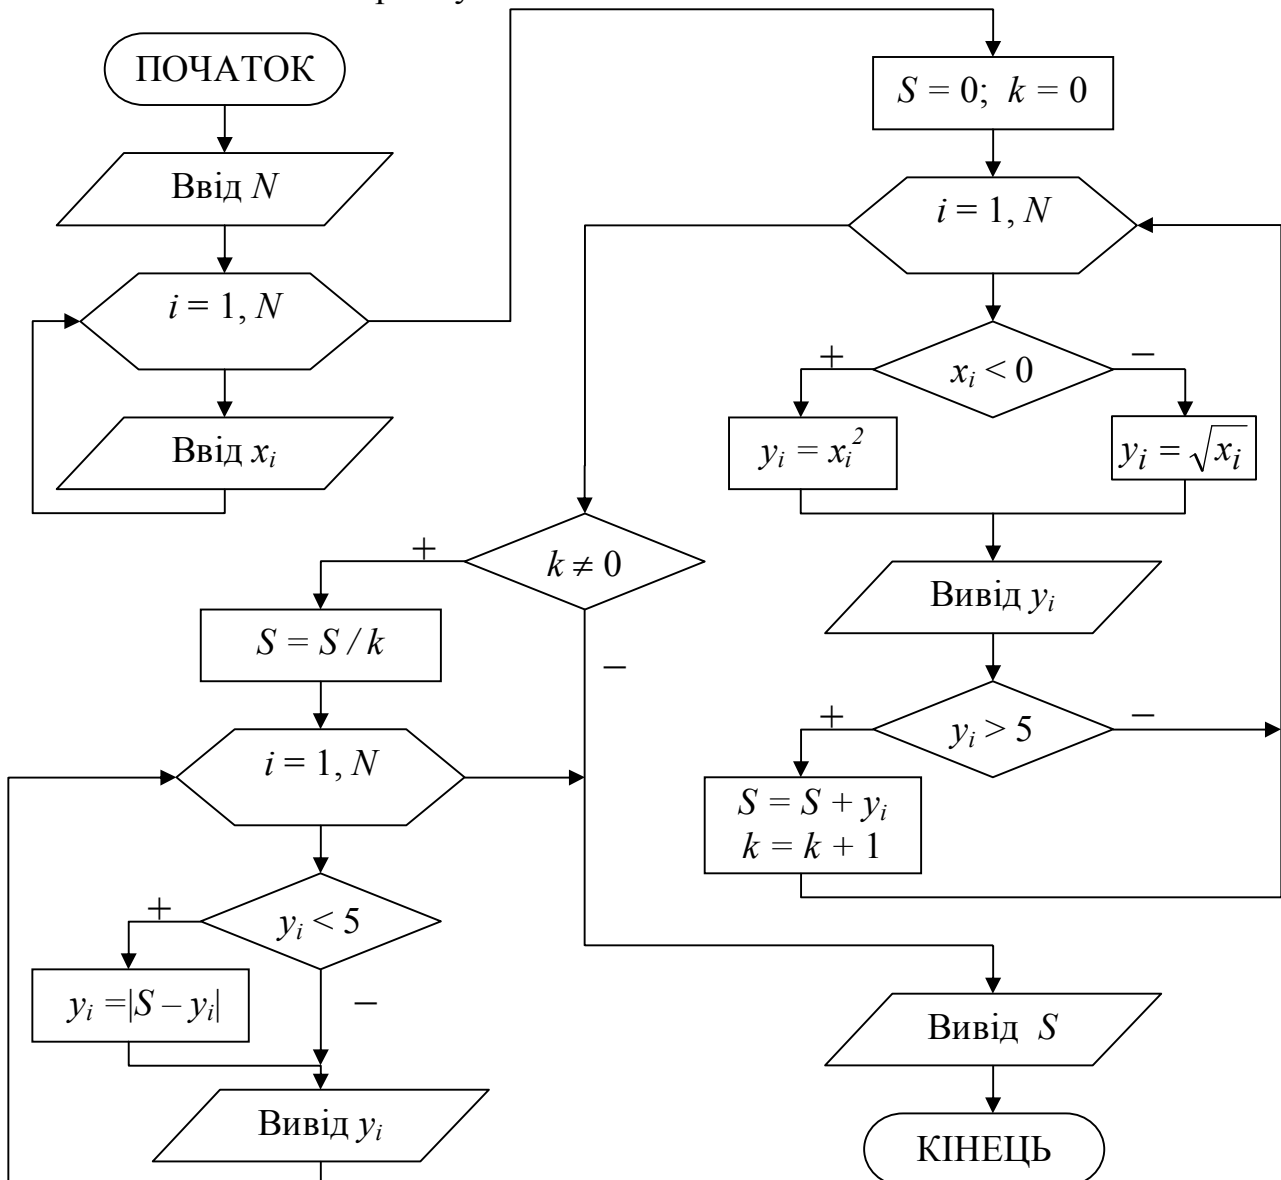 ПОЧАТОК
Ввід N
i = 1, N
Ввід xᵢ
S = 0; k = 0
i = 1, N
xᵢ < 0
+
–
yᵢ = xᵢ²
yᵢ = √xᵢ
Вивід yᵢ
yᵢ > 5
+
–
S = S + yᵢ
k = k + 1
k ≠ 0
+
–
S = S / k
i = 1, N
yᵢ < 5
+
–
yᵢ =|S – yᵢ|
Вивід yᵢ
Вивід S
КІНЕЦЬ